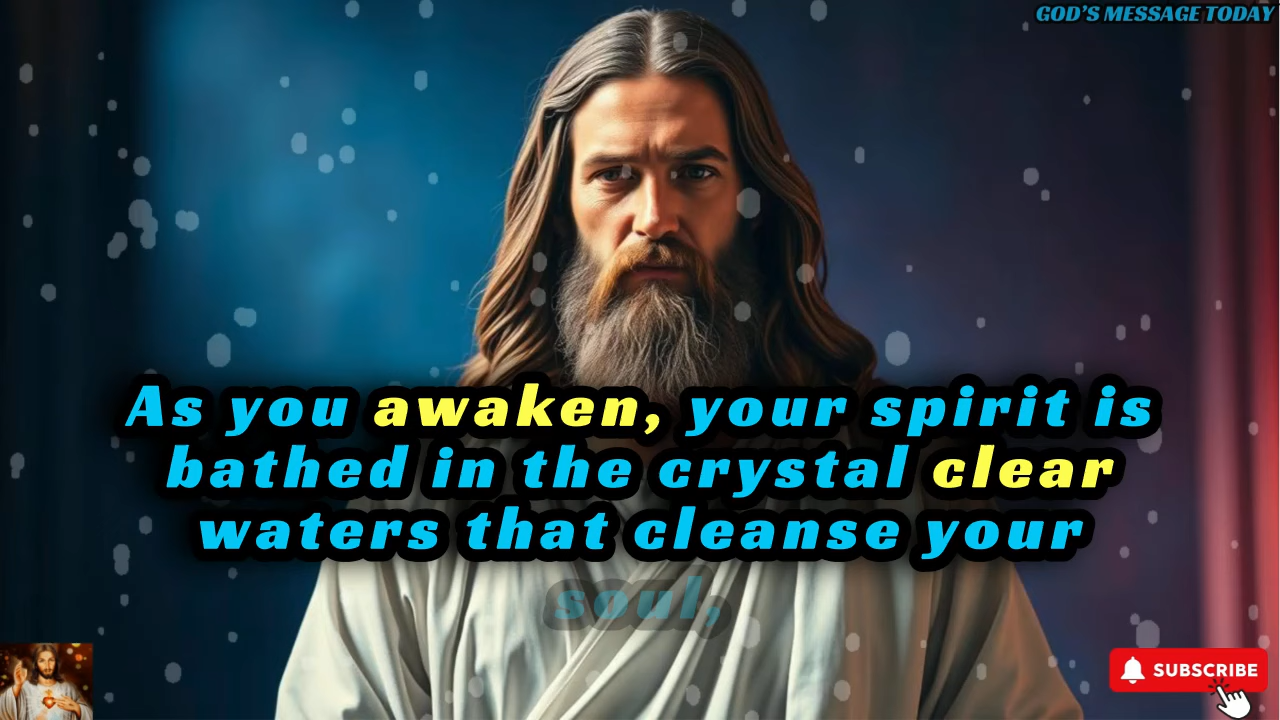 GOD'S MESSAGE TODAY
As you awaken, your spirit is
bathed in the crystal clear
waters that cleanse your
soul,
SUBSCRIBE